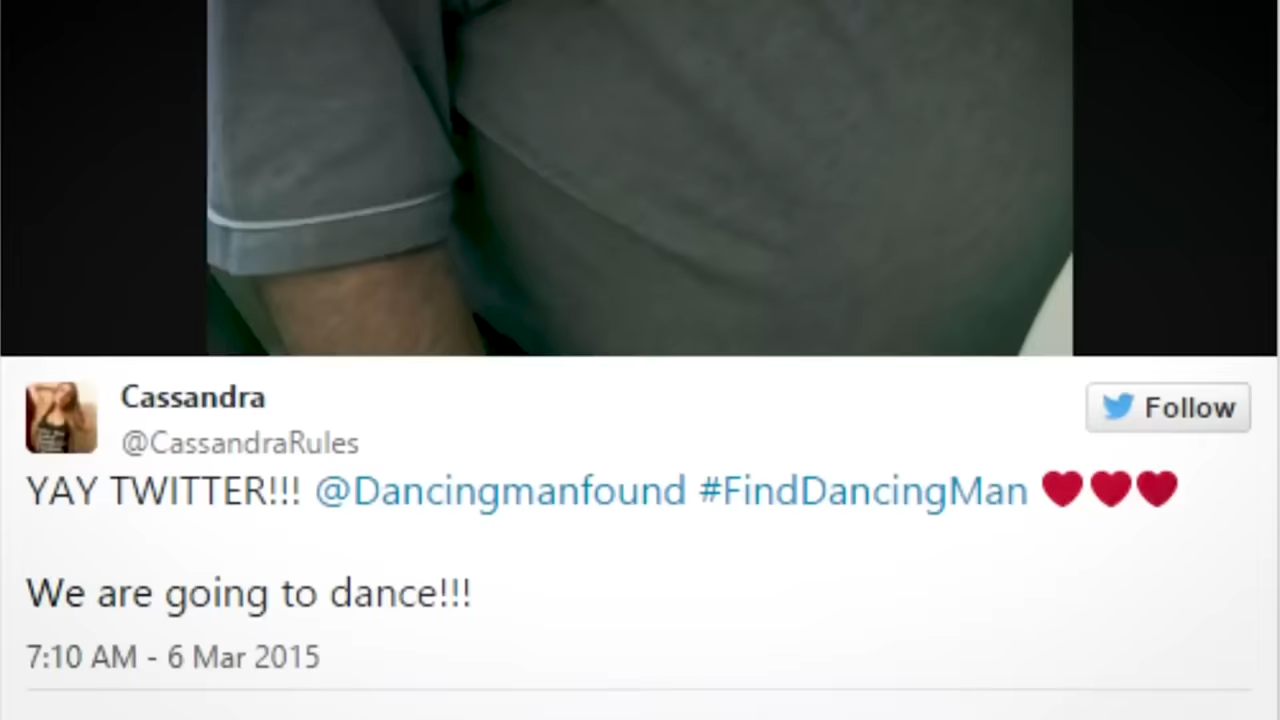 Cassandra
@CassandraRules
Follow
YAY TWITTER!!! @Dancingmanfound #FindDancingMan ❤❤❤
We are going to dance!!!
7:10 AM - 6 Mar 2015